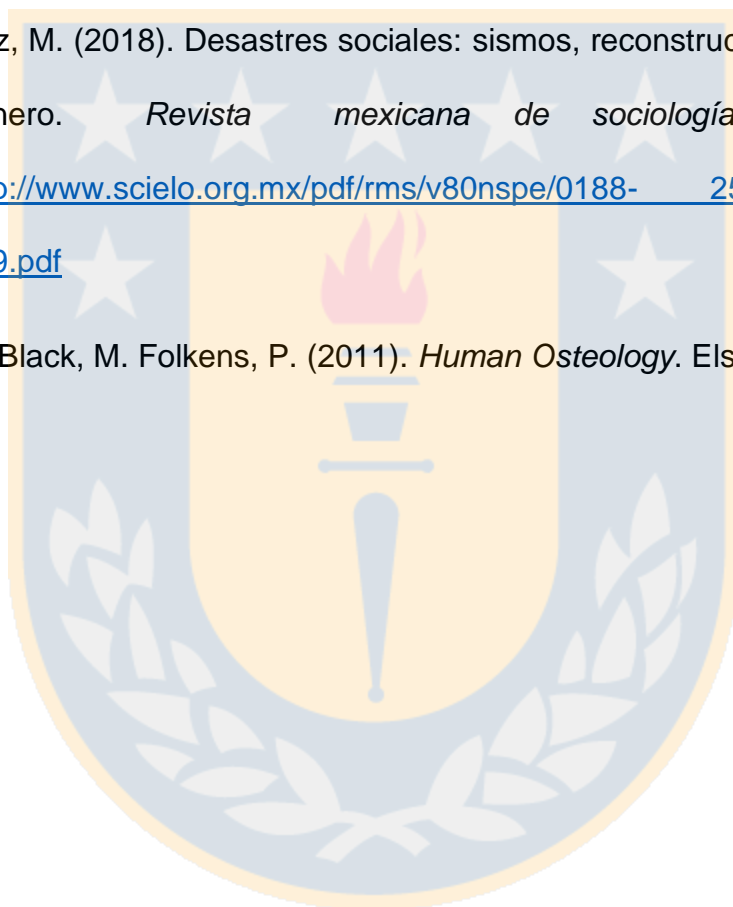 z, M. (2018). Desastres sociales: sismos, reconstruc
nero. Revista mexicana de sociología
o://www.scielo.org.mx/pdf/rms/v80nspe/0188- 25
9.pdf
Black, M. Folkens, P. (2011). Human Osteology. Els